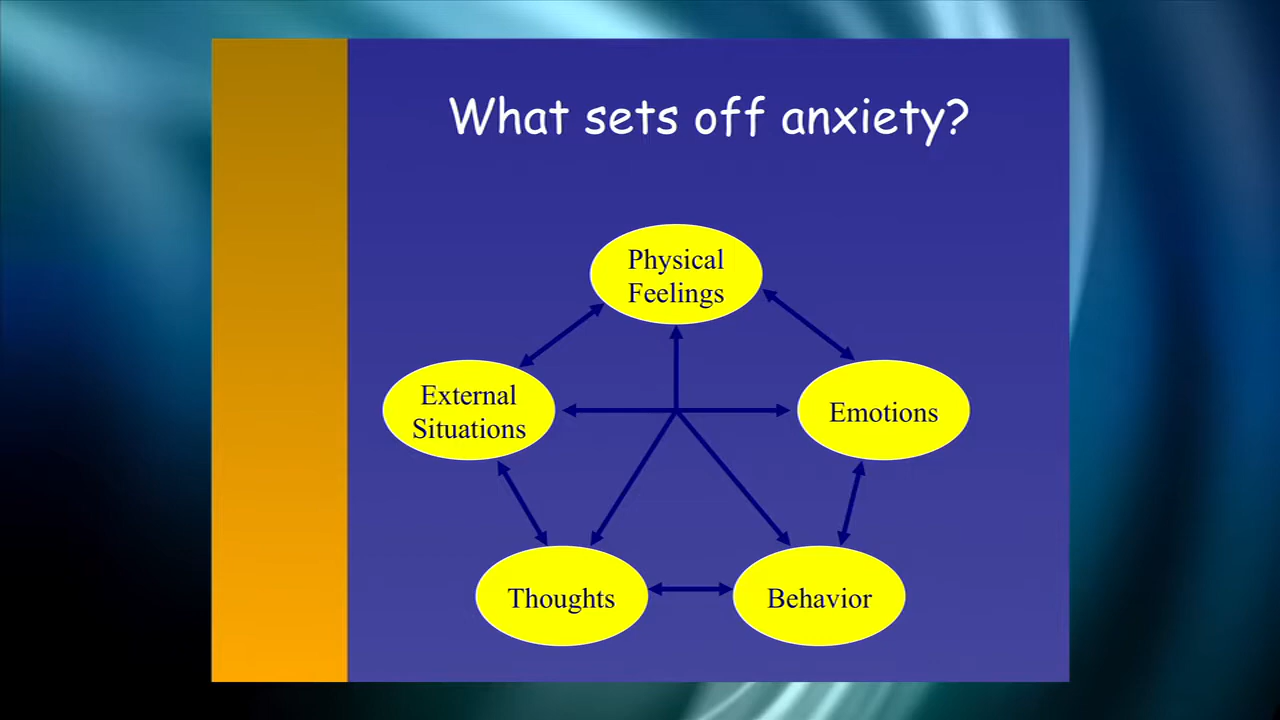 What sets off anxiety?
Physical
Feelings
External
Situations
Emotions
Thoughts
Behavior